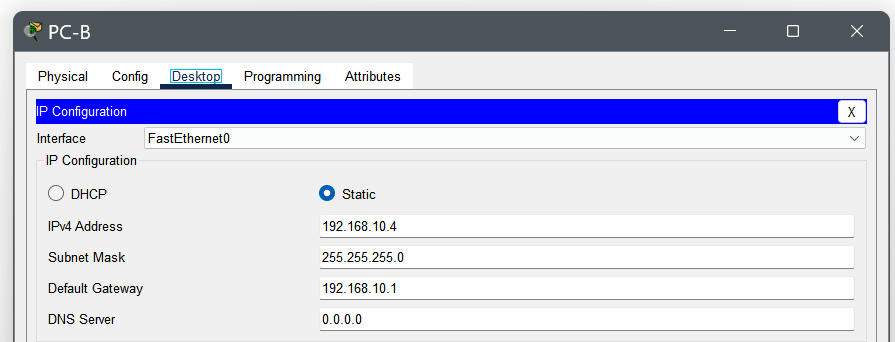 PC-B
Physical Config Desktop Programming Attributes
IP Configuration X
Interface FastEthernet0
IP Configuration
DHCP Static
IPv4 Address 192.168.10.4
Subnet Mask 255.255.255.0
Default Gateway 192.168.10.1
DNS Server 0.0.0.0